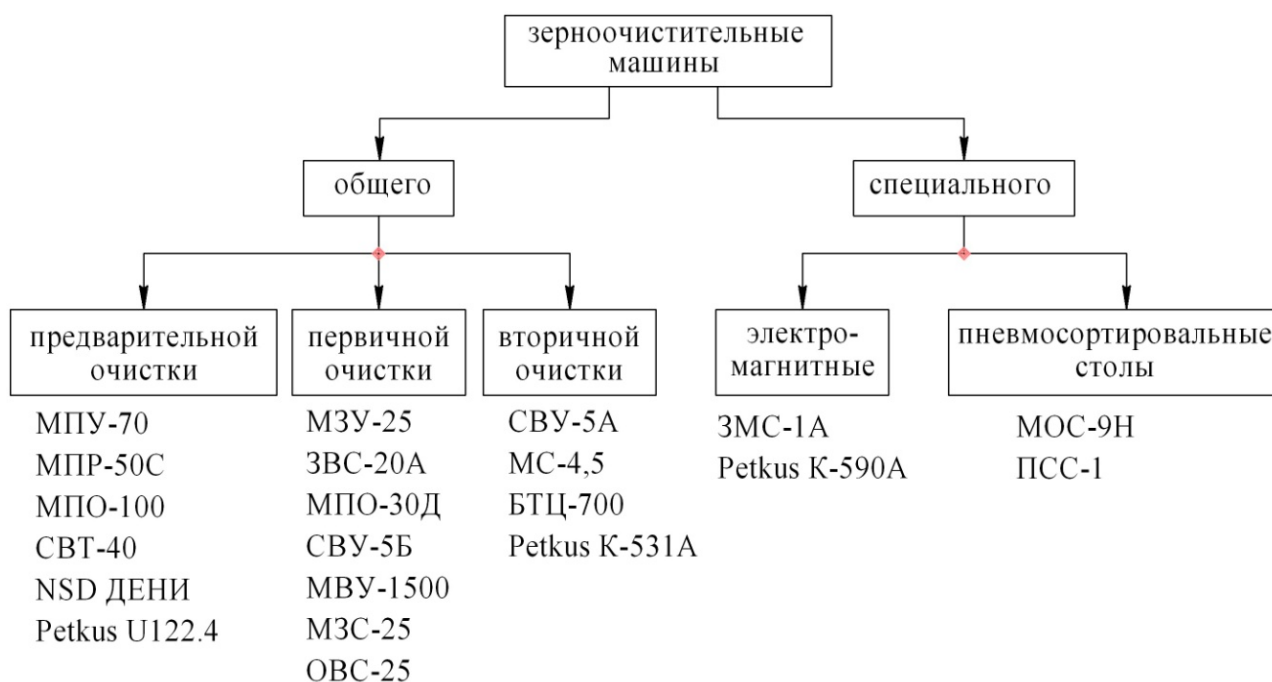 зерноочистительные
машины
общего
специального
предварительной
очистки
первичной
очистки
вторичной
очистки
электро-
магнитные
пневмосортировальные
столы
МПУ-70
МПР-50С
МПО-100
СВТ-40
NSD ДЕНИ
Petkus U122.4
МЗУ-25
ЗВС-20А
МПО-30Д
СВУ-5Б
МВУ-1500
МЗС-25
ОВС-25
СВУ-5А
МС-4,5
БТЦ-700
Petkus К-531А
ЗМС-1А
Petkus К-590А
МОС-9Н
ПСС-1